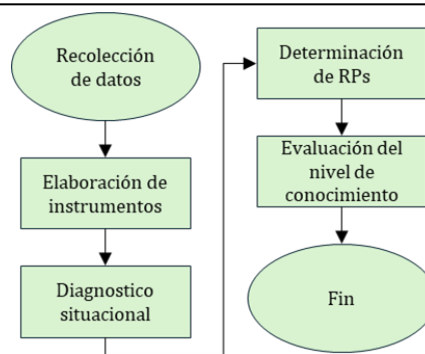 Recolección
de datos
Elaboración de
instrumentos
Diagnostico
situacional
Determinación
de RPs
Evaluación del
nivel de
conocimiento
Fin